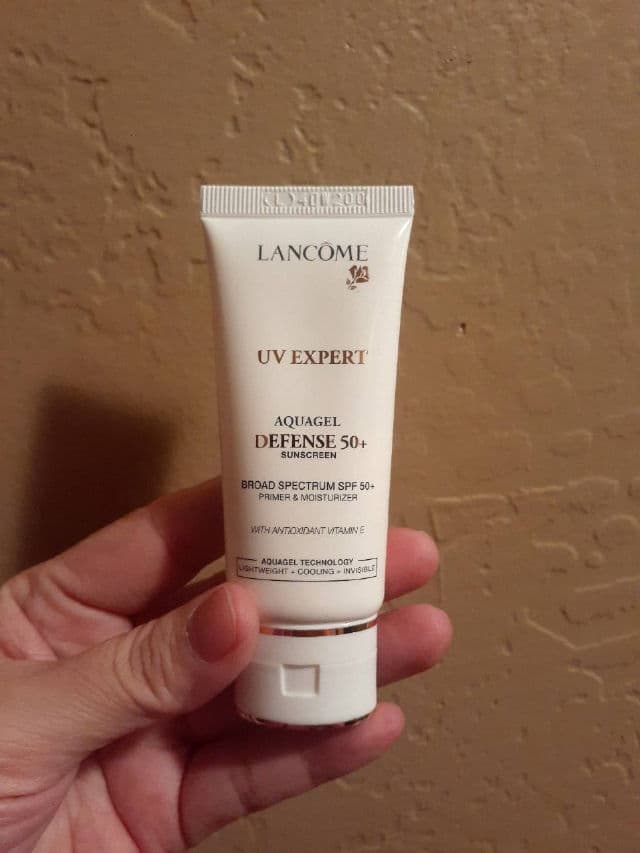 (L)40W200
LANCÔME
UV EXPERT
AQUAGEL
DEFENSE 50+
SUNSCREEN
BROAD SPECTRUM SPF 50+
PRIMER & MOISTURIZER
WITH ANTIOXIDANT VITAMIN E
AQUAGEL TECHNOLOGY
LIGHTWEIGHT + COOLING + INVISIBLE